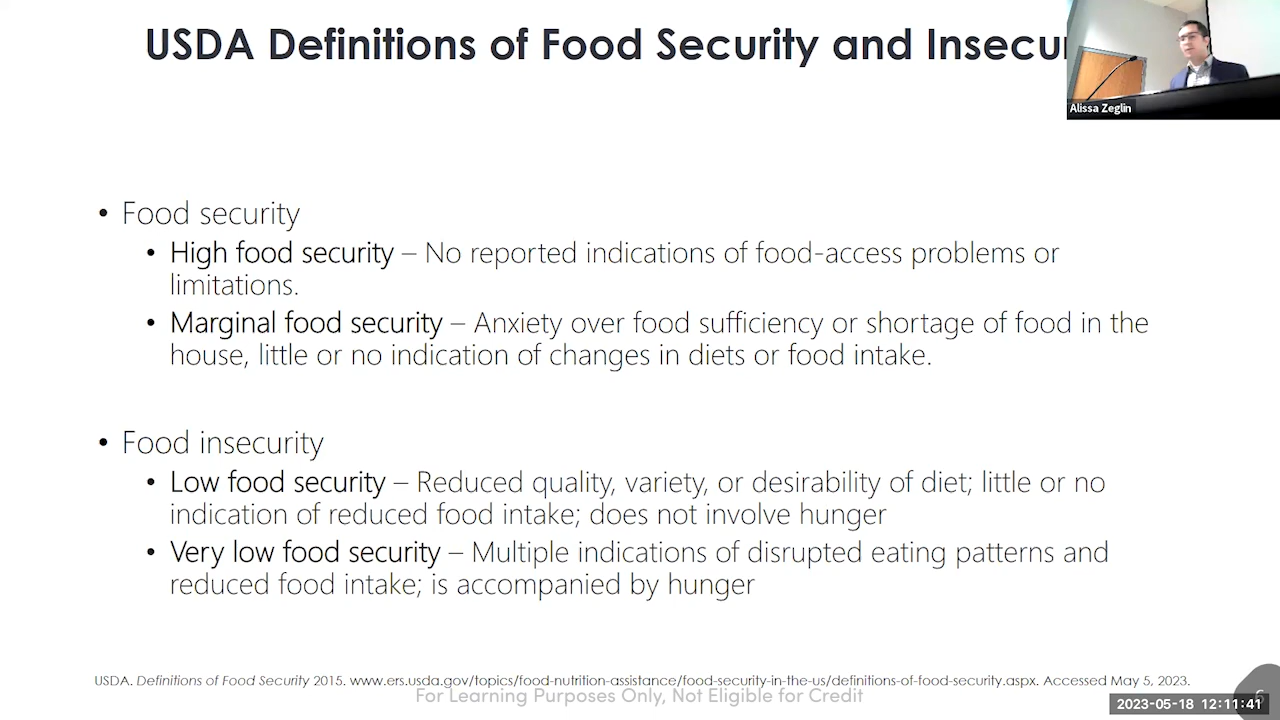 USDA Definitions of Food Security and Insecu
Alissa Zeglin
• Food security
• High food security – No reported indications of food-access problems or
limitations.
• Marginal food security – Anxiety over food sufficiency or shortage of food in the
house, little or no indication of changes in diets or food intake.
• Food insecurity
• Low food security – Reduced quality, variety, or desirability of diet; little or no
indication of reduced food intake; does not involve hunger
• Very low food security – Multiple indications of disrupted eating patterns and
reduced food intake; is accompanied by hunger
USDA. Definitions of Food Security 2015. www.ers.usda.gov/topics/food-nutrition-assistance/food-security-in-the-us/definitions-of-food-security.aspx. Accessed May 5, 2023.
For Learning Purposes Only, Not Eligible for Credit
6
2023-05-18 12:11:41